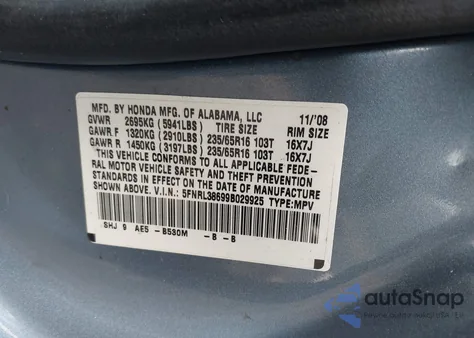 MFD. BY HONDA MFG. OF ALABAMA, LLC 11/'08
GVWR 2695KG (5941LBS) TIRE SIZE RIM SIZE
GAWR.F 1320KG (2910LBS) 235/65R16 103T 16X7J
GAWR R 1450KG (3197LBS) 235/65R16 103T 16X7J
THIS VEHICLE CONFORMS TO ALL APPLICABLE FEDE-
RAL MOTOR VEHICLE SAFETY AND BUMPER
STANDARDS IN EFFECT ON THE DATE OF MANUFACTURE
SHOWN ABOVE. V.I.N.: 5FNRL38699B029925 TYPE:MPV
SHJ 9 AE5 -B530M -B -B
autoSnap